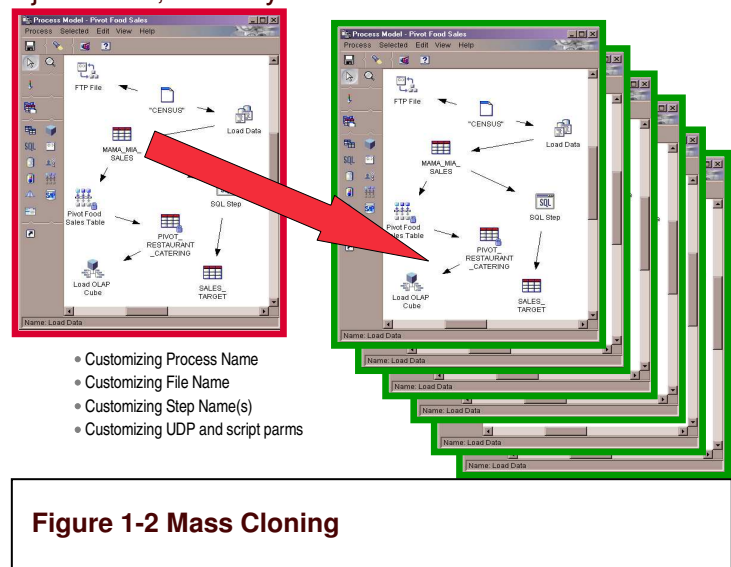 Process Model - Pivot Food Sales
Process Selected Edit View Help
FTP File
"CENSUS"
Load Data
MAMA_MIA_
SALES
SQL
Pivot Food
Sales Table
SQL Step
PIVOT_
RESTAURANT
_CATERING
Load OLAP
Cube
SALES_
TARGET
Name: Load Data
Process Model - Pivot Food Sales
Process Selected Edit View Help
FTP File
"CENSUS"
Load Data
MAMA_MIA_
SALES
SQL
SQL
Pivot Food
Sales Table
SQL Step
PIVOT_
RESTAURANT
_CATERING
Load OLAP
Cube
SALES_
TARGET
Name: Load Data
Name: Load Data
Name: Load Data
Name: Load Data
Name: Load Data
Name: Load Data
• Customizing Process Name
• Customizing File Name
• Customizing Step Name(s)
• Customizing UDP and script parms
Figure 1-2 Mass Cloning